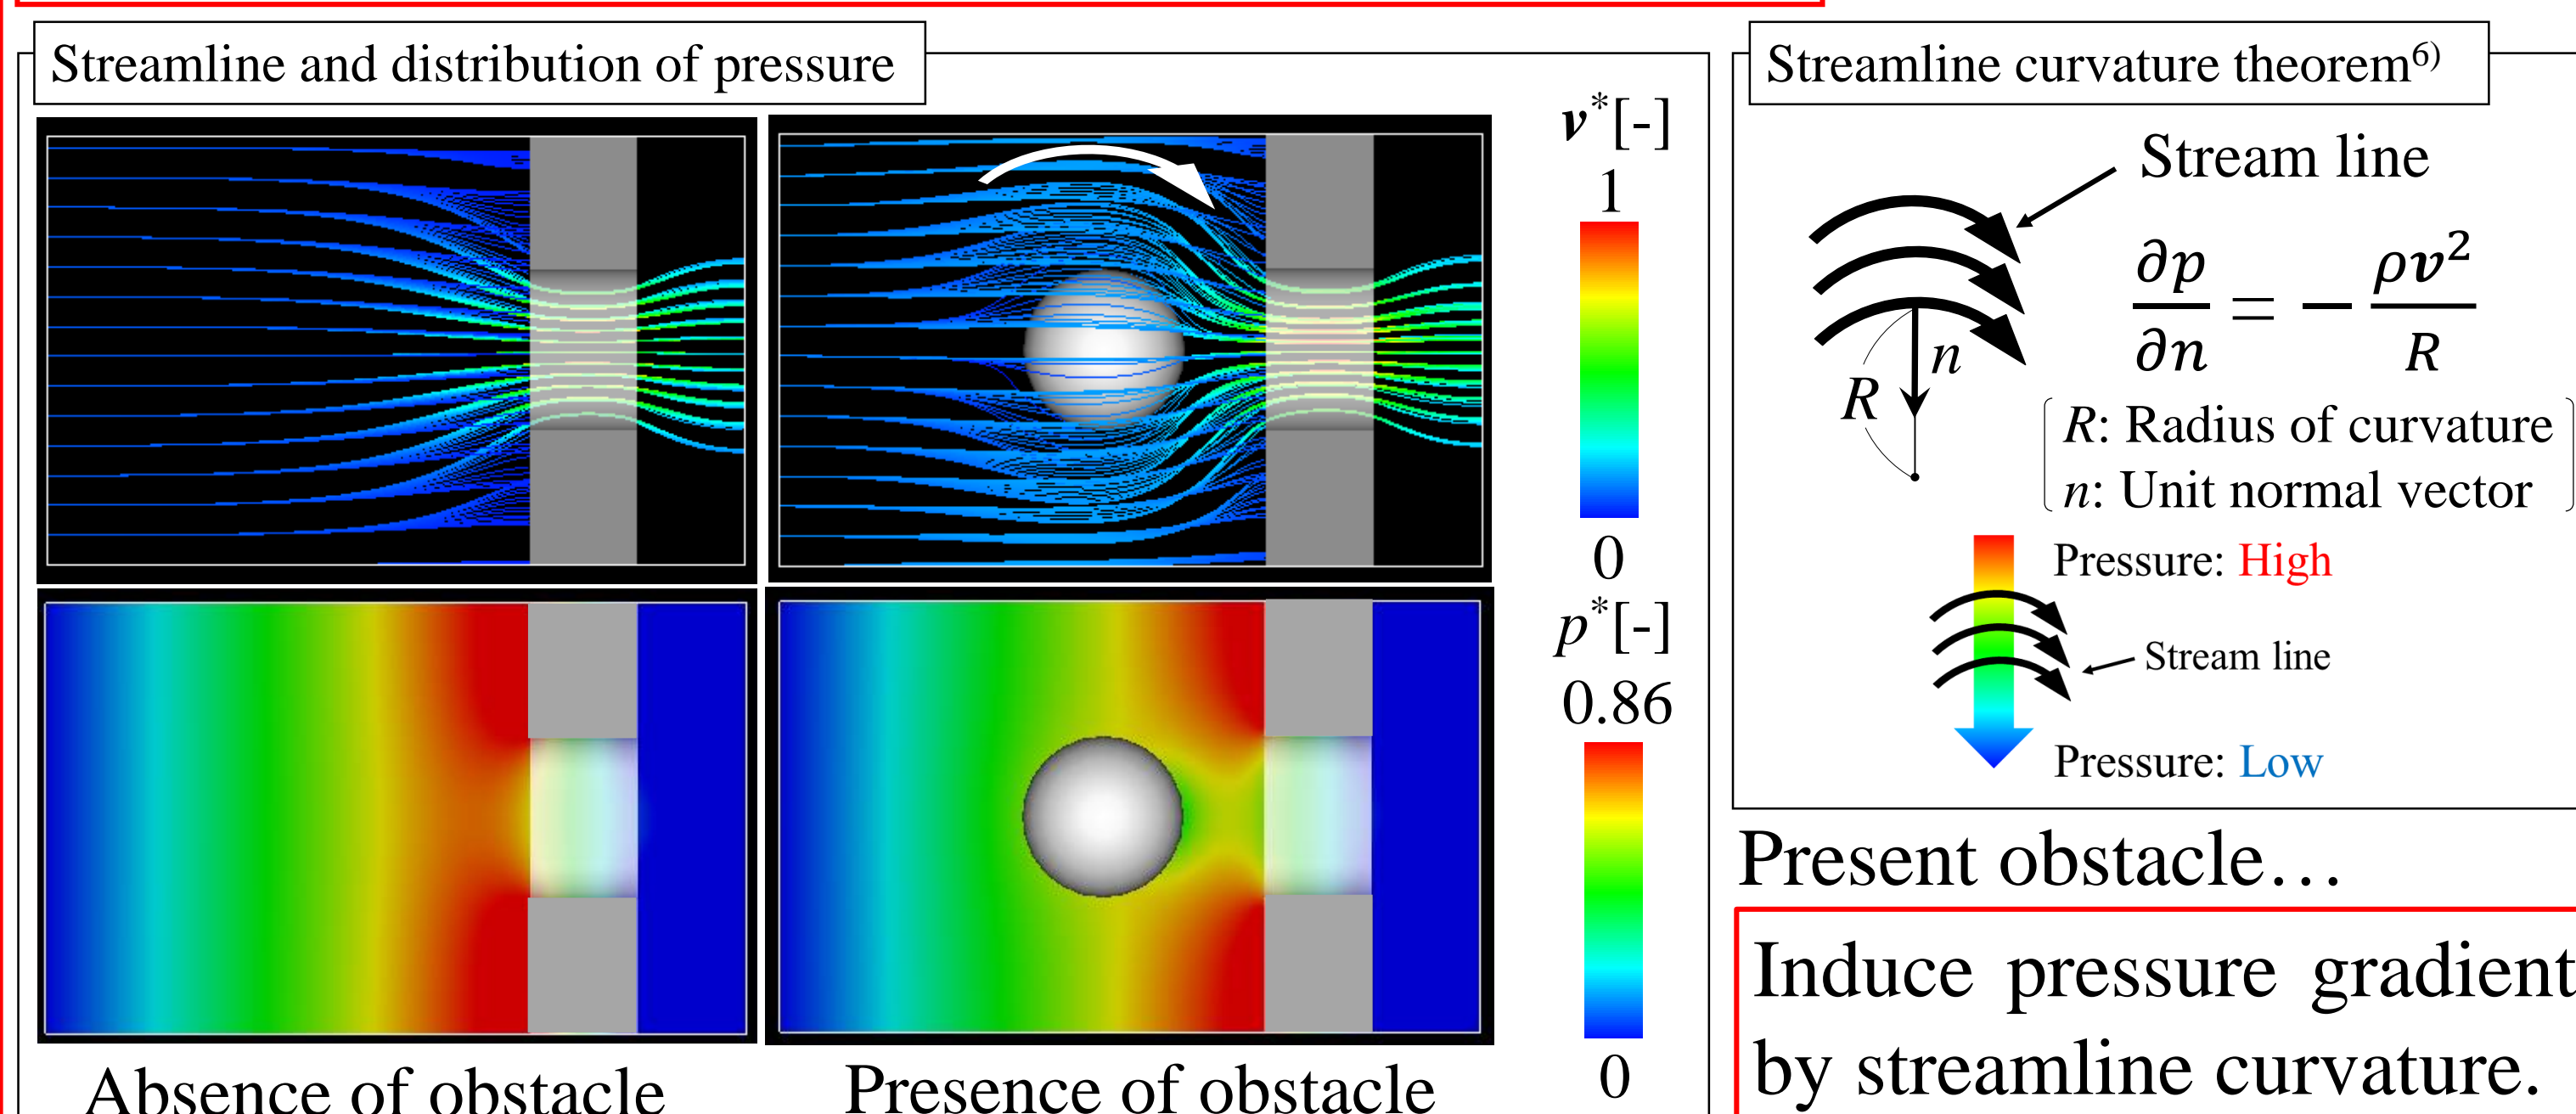 Streamline and distribution of pressure
v*[-]
1
0
p*[-]
0.86
0
Absence of obstacle
Presence of obstacle
Streamline curvature theorem⁶⁾
Stream line
∂p/∂n = − ρv²/R
n
R
R: Radius of curvature
n: Unit normal vector
Pressure: High
Stream line
Pressure: Low
Present obstacle…
Induce pressure gradient
by streamline curvature.